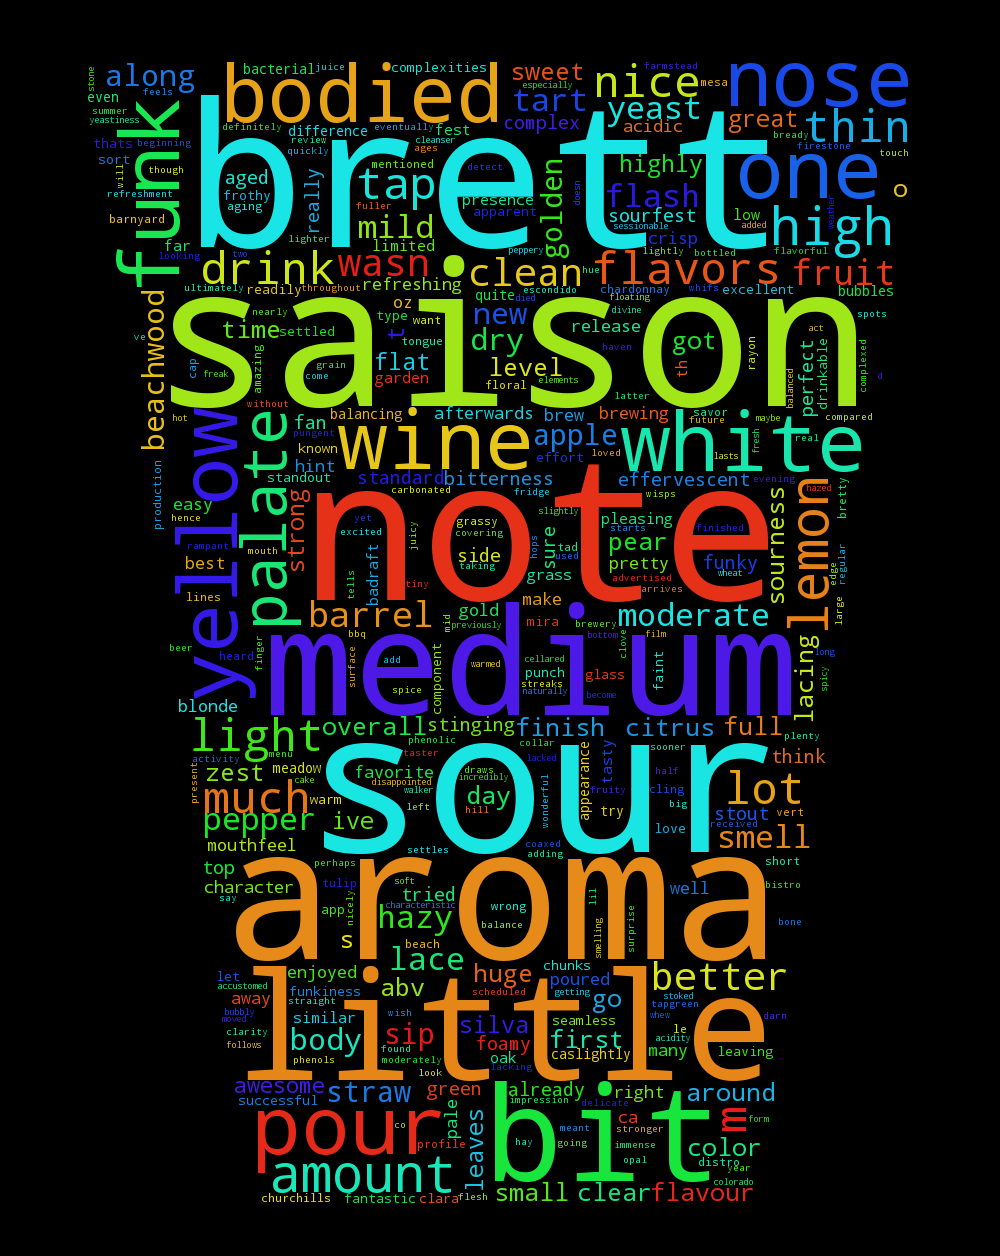 stone
along
bacterial
juice
complexities
sweet
especially
farmstead
nice
mesa
nose
even
bodied
tart
yeast
great
thin
summer
yeastiness
funk
definitely
difference
eventually
fest
complex
acidic
bready
firestone
thats
beginning
review
cleanser
quickly
ages
touch
sort
though
brett
mentioned
detect
golden
highly
one
will
aged
really
tap
presence
flash
doesn
refreshment
frothy
fuller
apparent
sourfest
low
high
o
barnyard
aging
mild
sessionable
added
weather
far
lighter
limited
peppery
crisp
lightly
bottled
flavorful
looking
two
drink
wasn
refreshing
clean
hue
flavors
fruit
ultimately
readily
throughout
quite
died
escondido
floating
chardonnay
whifs
excellent
bubbles
beachwood
nearly
oz
new
divine
act
spots
saison
time
settled
type
want
dry
release
got
ve
t
tongue
level
haven
th
rayon
balanced
perfect
drinkable
complexed
cap
amazing
grain
flat
floral
elements
freak
come
garden
latter
d
hot
without
balancing
afterwards
brew
brewing
savor
maybe
compared
yellow
palate
fan
wine
apple
white
future
fresh
real
pungent
known
effort
loved
lasts
production
hint
standout
standard
bitterness
effervescent
evening
carbonated
fridge
wisps
lemon
hazed
bretty
easy
strong
note
slightly
pleasing
sourness
hence
yet
grassy
starts
finished
rampant
excited
covering
juicy
hops
sure
tad
pear
edge
regular
mouth
side
used
pretty
funky
best
badraft
taking
grass
advertised
wheat
tells
tiny
arrives
lines
barrel
gold
make
moderate
large
previously
mira
brewery
beer
heard
finger
bbq
mid
medium
bottom
clove
film
lacing
long
surface
add
component
warmed
cellared
punch
glass
faint
spicy
spice
streaks
naturally
become
blonde
light
overall
stinging
finish
citrus
full
plenty
activity
menu
phenolic
collar
sooner
think
taster
lacked
appearance
tasty
present
zest
meadow
cake
favorite
draws
incredibly
half
lot
disappointed
fruity
cling
much
warm
walker
left
hill
day
wonderful
try
big
stout
vert
pepper
ive
sour
love
received
smell
mouthfeel
settles
coaxed
adding
top
perhaps
short
character
tulip
soft
tried
well
bistro
say
app
nicely
characteristic
wrong
lil
aroma
s
hazy
balance
smelling
surprise
bone
beach
lace
let
enjoyed
huge
chunks
better
accustomed
funkiness
abv
scheduled
poured
getting
stoked
away
straight
go
tapgreen
bubbly
moved
similar
wish
silva
seamless
whew
darn
clarity
body
sip
little
first
le
acidity
follows
found
foamy
oak
caslightly
many
leaving
phenols
moderately
lacking
look
awesome
straw
green
already
right
around
successful
impression
delicate
ca
m
form
pour
co
pale
leaves
bit
meant
stronger
profile
hay
going
immense
color
amount
opal
distro
year
colorado
churchills
fantastic
clara
flesh
small
clear
flavour